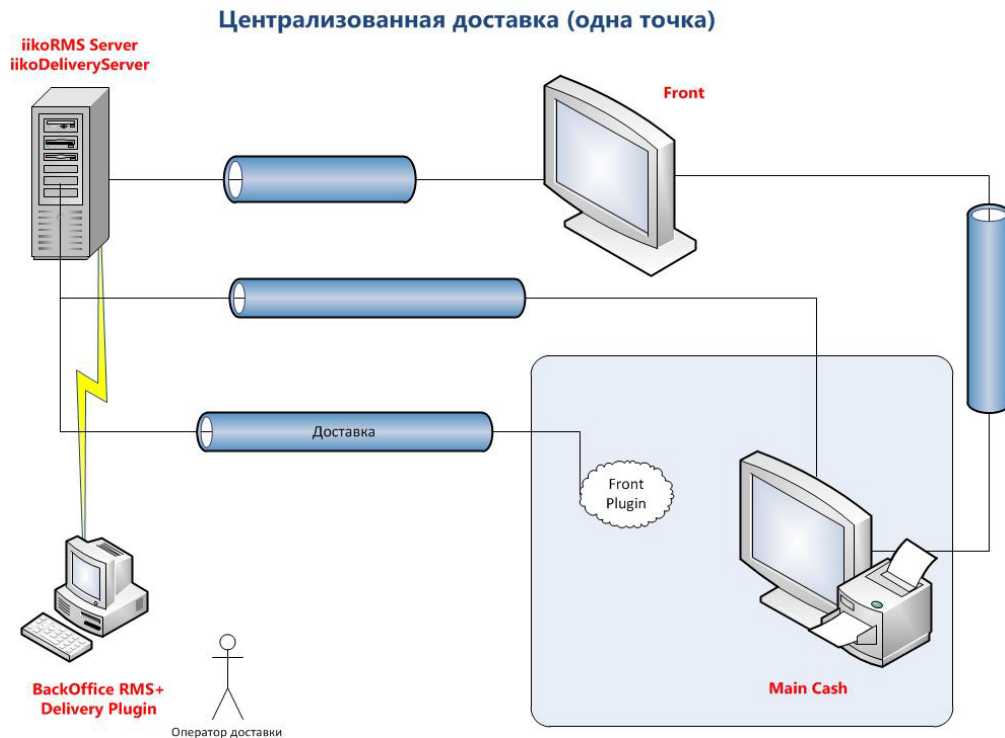 Централизованная доставка (одна точка)
iikoRMS Server
iikoDeliveryServer
Front
Доставка
Front
Plugin
BackOffice RMS+
Delivery Plugin
Оператор доставки
Main Cash